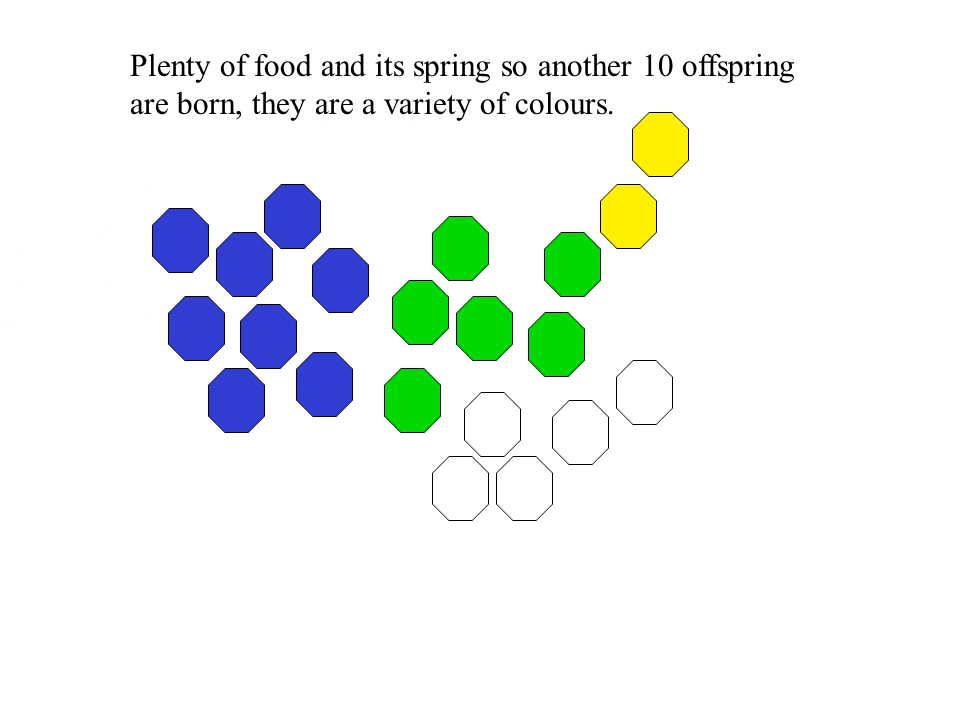 Plenty of food and its spring so another 10 offspring
are born, they are a variety of colours.